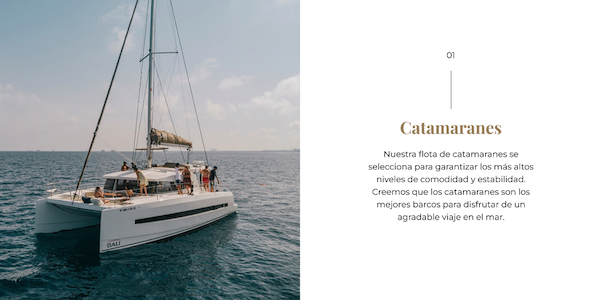 01
Catamaranes
Nuestra flota de catamaranes se
selecciona para garantizar los más altos
niveles de comodidad y estabilidad.
Creemos que los catamaranes son los
mejores barcos para disfrutar de un
agradable viaje en el mar.
BALI